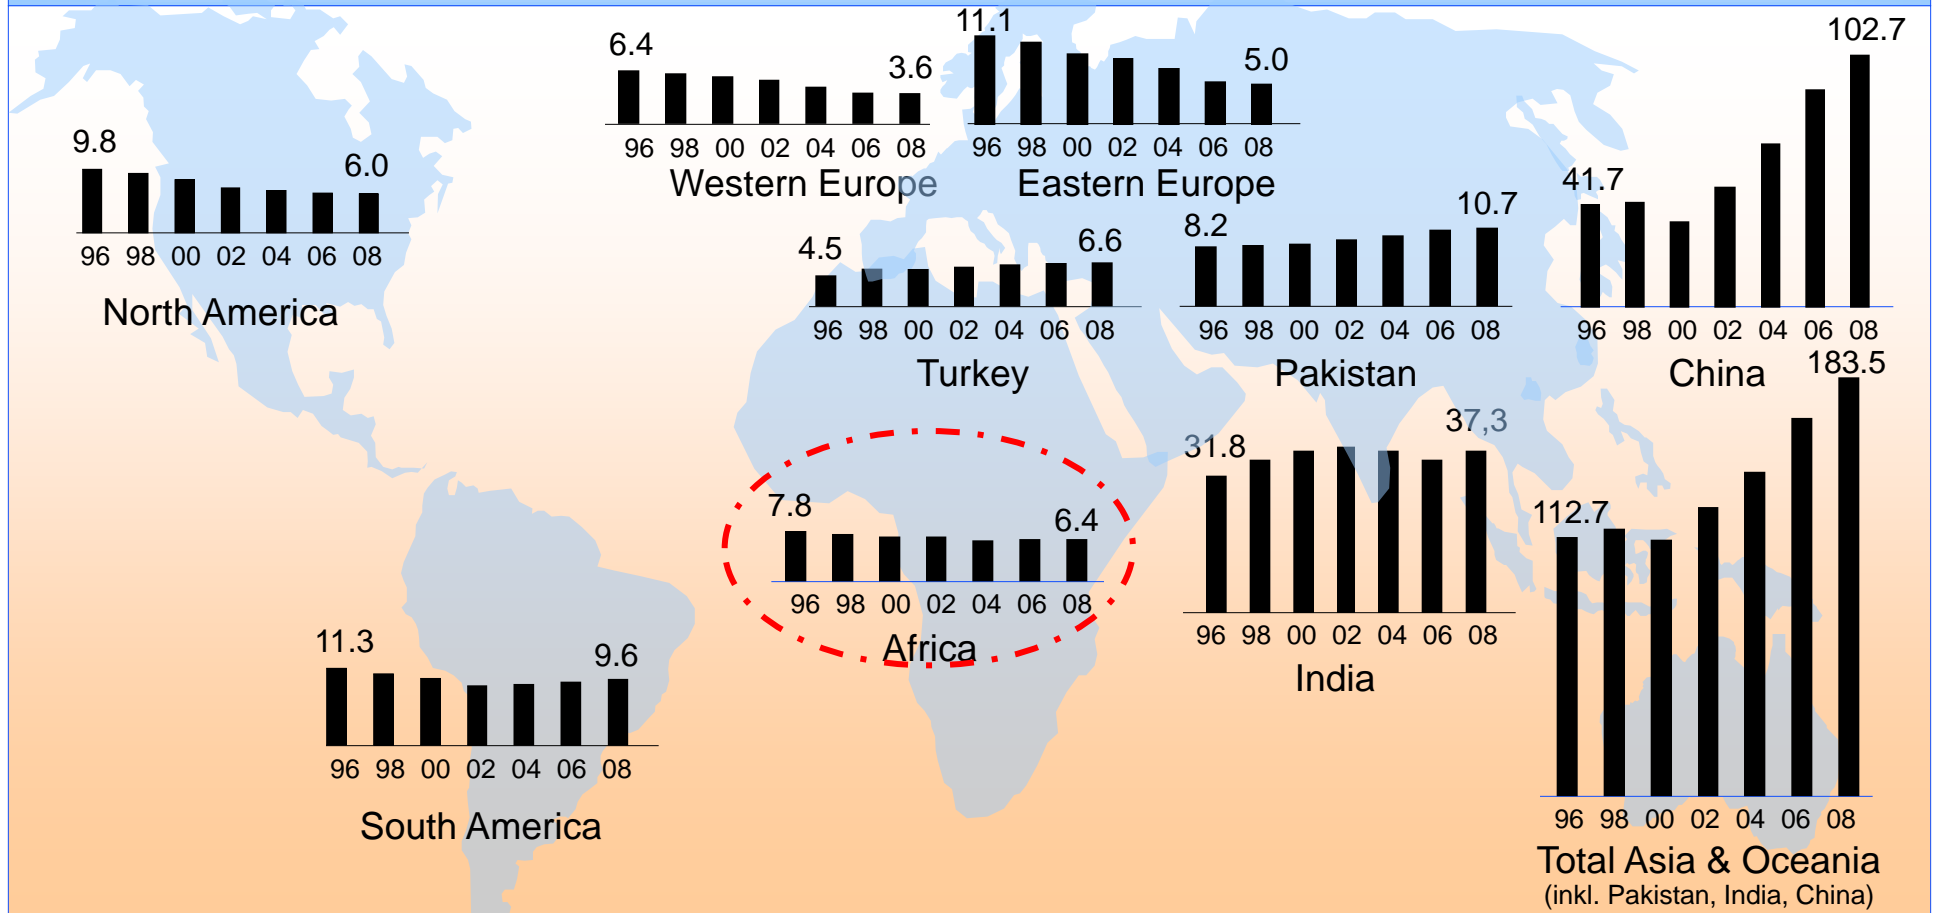 9.8
6.0
96 98 00 02 04 06 08
North America
6.4
3.6
96 98 00 02 04 06 08
Western Europe
11.1
5.0
96 98 00 02 04 06 08
Eastern Europe
4.5
6.6
96 98 00 02 04 06 08
Turkey
8.2
10.7
96 98 00 02 04 06 08
Pakistan
41.7
102.7
96 98 00 02 04 06 08
China
7.8
6.4
96 98 00 02 04 06 08
Africa
31.8
37,3
96 98 00 02 04 06 08
India
11.3
9.6
96 98 00 02 04 06 08
South America
112.7
183.5
96 98 00 02 04 06 08
Total Asia & Oceania
(inkl. Pakistan, India, China)